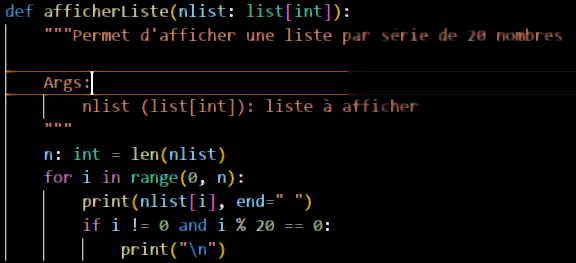 def afficherListe(nlist: list[int]):
    """Permet d'afficher une liste par série de 20 nombres

    Args:
        nlist (list[int]): liste à afficher
    """
    n: int = len(nlist)
    for i in range(0, n):
        print(nlist[i], end=" ")
        if i != 0 and i % 20 == 0:
            print("\n")